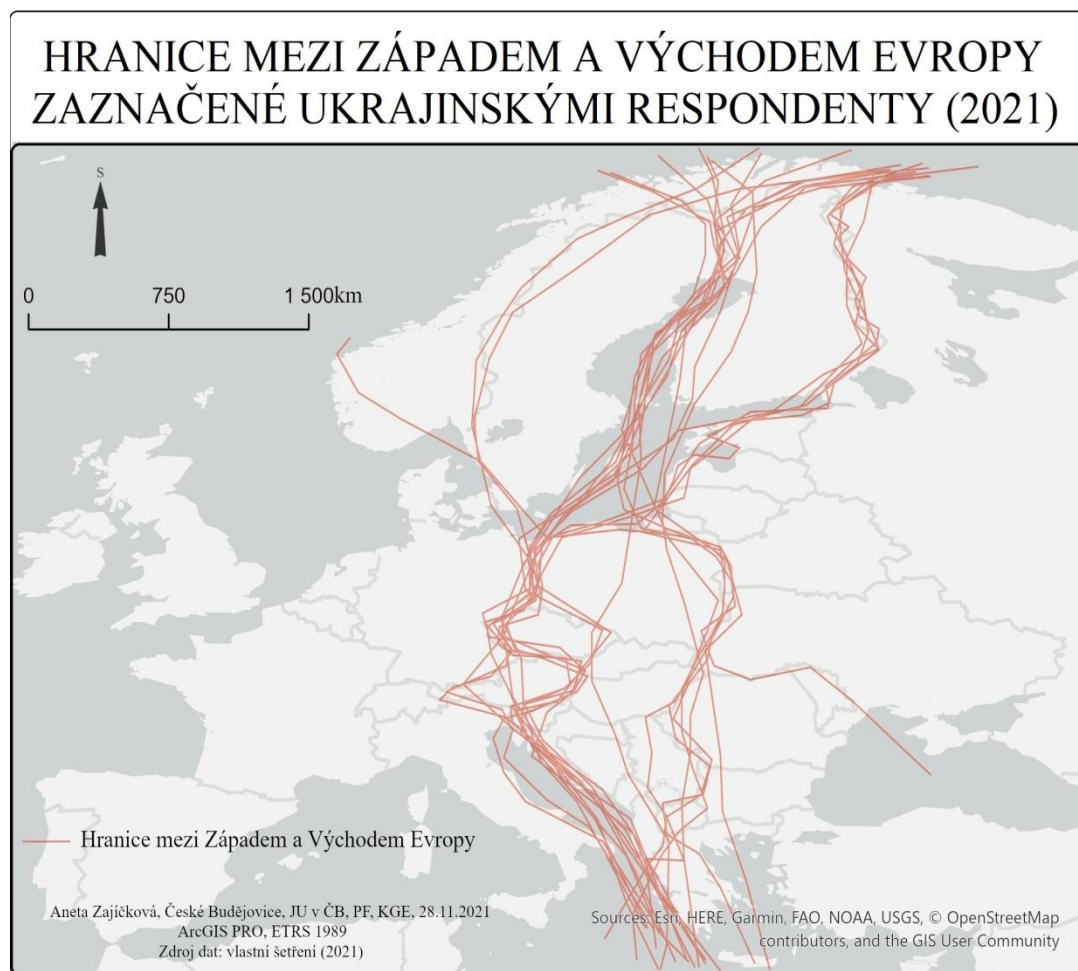 HRANICE MEZI ZÁPADEM A VÝCHODEM EVROPY
ZAZNAČENÉ UKRAJINSKÝMI RESPONDENTY (2021)
S
0 750 1 500km
Hranice mezi Západem a Východem Evropy
Aneta Zajíčková, České Budějovice, JU v ČB, PF, KGE, 28.11.2021
ArcGIS PRO, ETRS 1989
Zdroj dat: vlastní šetření (2021)
Sources: Esri, HERE, Garmin, FAO, NOAA, USGS, © OpenStreetMap
contributors, and the GIS User Community